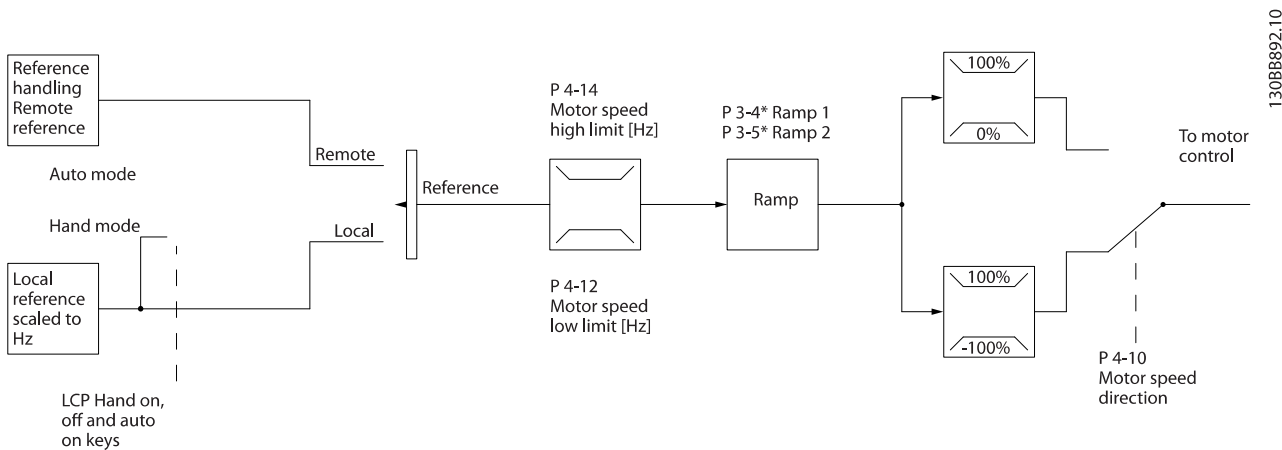 130BB892.10
Reference
handling
Remote
reference
Auto mode
Remote
Hand mode
Local
Local
reference
scaled to
Hz
LCP Hand on,
off and auto
on keys
Reference
P 4-14
Motor speed
high limit [Hz]
P 4-12
Motor speed
low limit [Hz]
P 3-4* Ramp 1
P 3-5* Ramp 2
Ramp
100%
0%
100%
-100%
To motor
control
P 4-10
Motor speed
direction